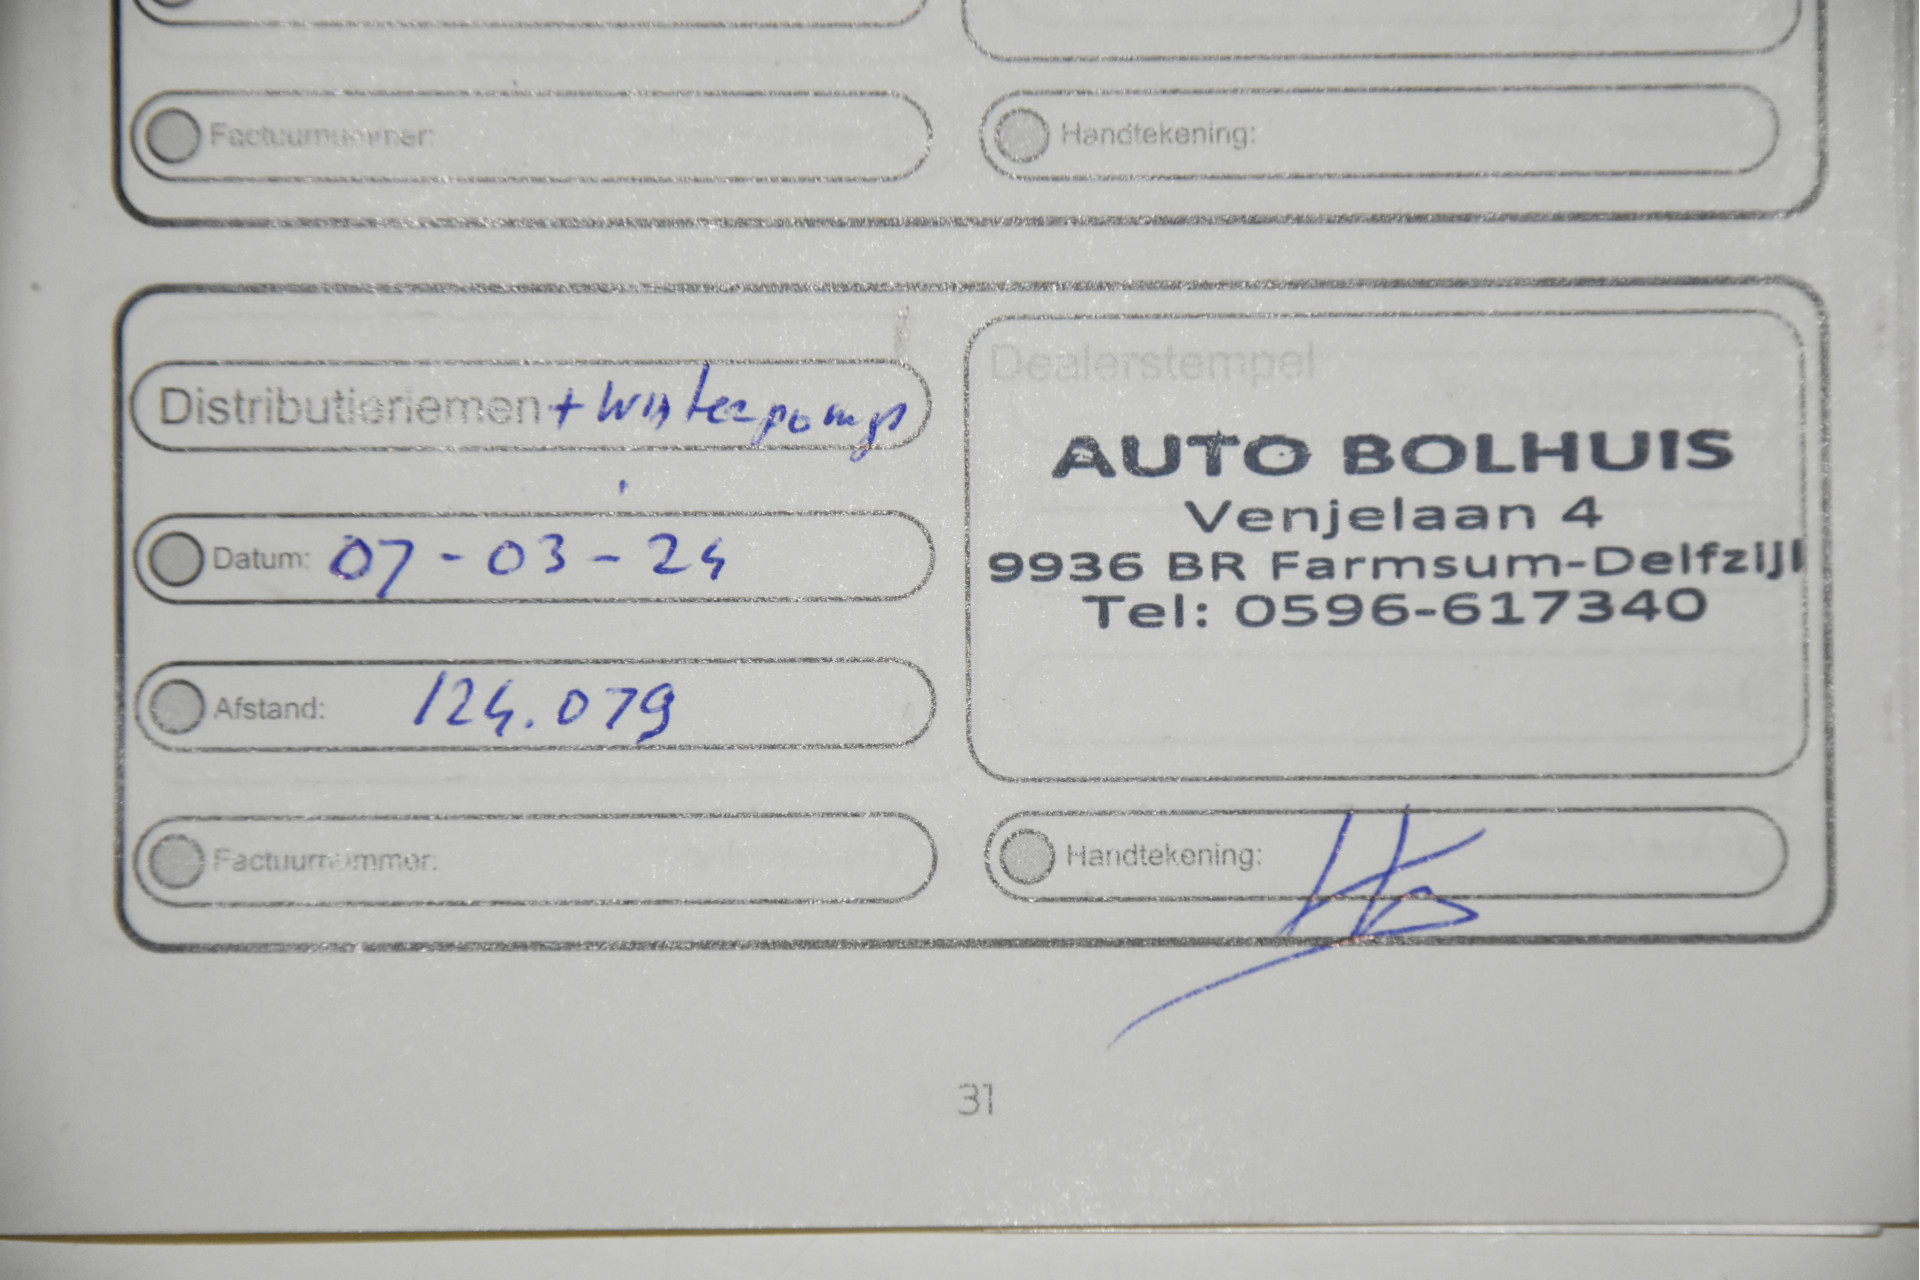 Factuurnummer:
Handtekening:
Distributieriemen + Waterpomp
Datum: 07-03-24
Afstand: 124.079
Factuurnummer:
Dealerstempel
AUTO BOLHUIS
Venjelaan 4
9936 BR Farmsum-Delfzijl
Tel: 0596-617340
Handtekening:
31